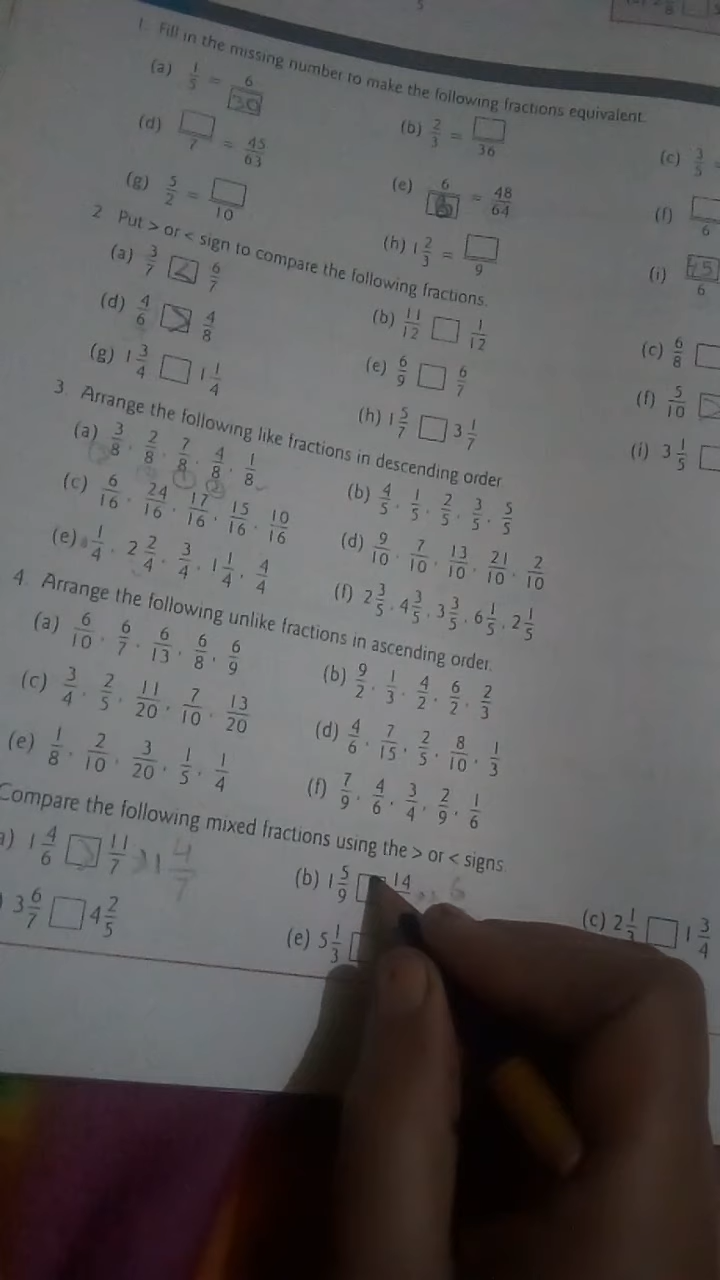 1. Fill in the missing number to make the following fractions equivalent.
(a) 1/5 = 6/30 (b) 2/3 = □/36 (c) 3/5 =
(d) □/7 = 45/63 (e) 6/□ = 48/64 (f) □/6
(g) 5/2 = □/10 (h) 1 2/3 = □/9 (i) 45/6
2 Put > or < sign to compare the following fractions.
(a) 3/7 < 6/7 (b) 11/12 □ 1/12 (c) 6/8 □
(d) 4/6 > 4/8 (e) 6/9 □ 6/7 (f) 5/10 >
(g) 1 3/4 □ 1 1/4 (h) 1 5/7 □ 3 1/7 (i) 3 1/5 □
3. Arrange the following like fractions in descending order
(a) 3/8, 2/8, 7/8, 4/8, 1/8 (b) 4/5, 1/5, 2/5, 3/5, 5/5
1 2
(c) 6/16, 24/16, 17/16, 15/16, 10/16 (d) 9/10, 7/10, 13/10, 21/10, 2/10
(e) 1/4, 2 2/4, 3/4, 1 1/4, 4/4 (f) 2 3/5, 4 3/5, 3 3/5, 6 1/5, 2 1/5
4. Arrange the following unlike fractions in ascending order.
(a) 6/10, 6/7, 6/13, 6/8, 6/9 (b) 9/2, 1/3, 4/2, 6/2, 2/3
(c) 3/4, 2/5, 11/20, 7/10, 13/20 (d) 4/6, 7/15, 2/5, 8/10, 1/3
(e) 1/8, 2/10, 3/20, 1/5, 1/4 (f) 7/9, 4/6, 3/4, 2/9, 1/6
Compare the following mixed fractions using the > or < signs.
a) 1 4/6 > 11/7 1 4/7 (b) 1 5/9 14 6 (c) 2 1/3 □ 1 3/4
) 3 6/7 □ 4 2/5 (e) 5 1/3